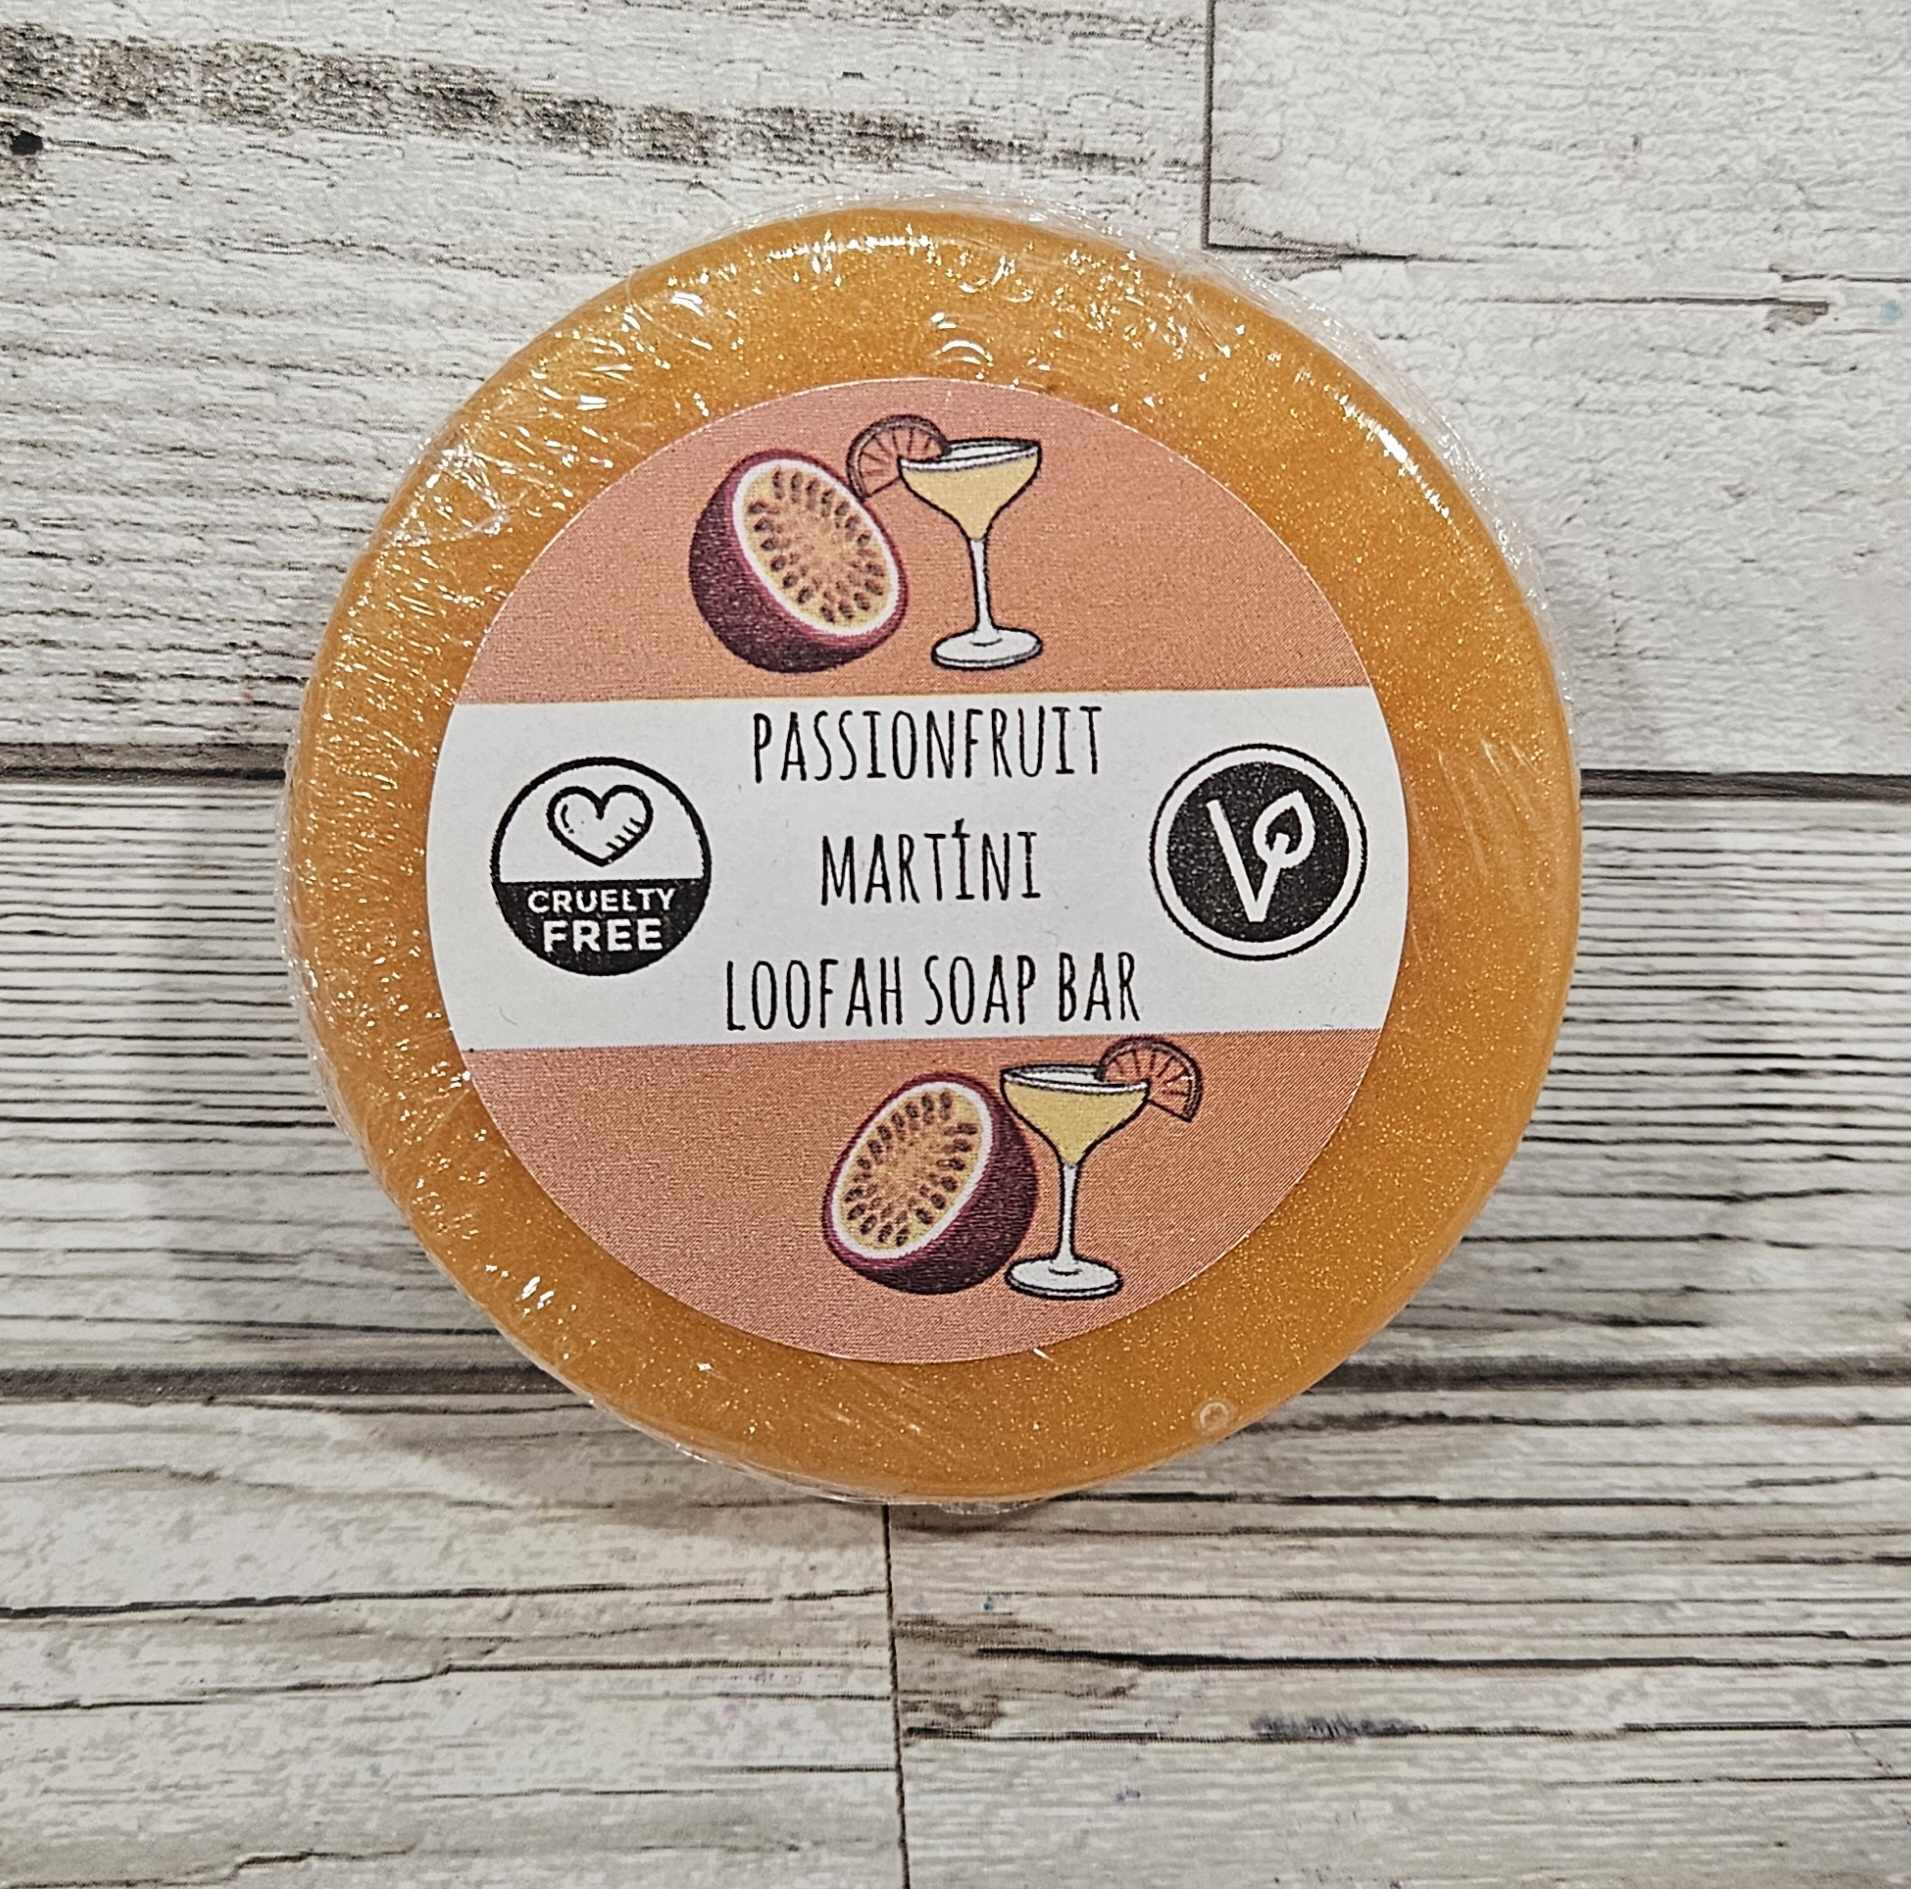 PASSIONFRUIT
MARTÍNI
LOOFAH SOAP BAR
CRUELTY
FREE
V